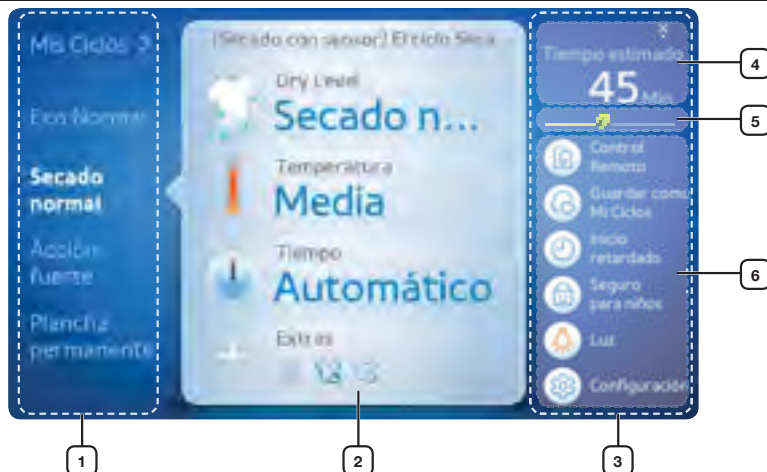 Mis Ciclos >
Eco Normal
Secado
normal
Acción
fuerte
Plancha
permanente
(Secado con sensor) El ciclo Seca
Dry Level
Secado n...
Temperatura
Media
Tiempo
Automático
Extras
Tiempo estimado
45 Min
Control
Remoto
Guardar como
Mi Ciclos
Inicio
retardado
Seguro
para niños
Luz
Configuración
4
5
6
1
2
3